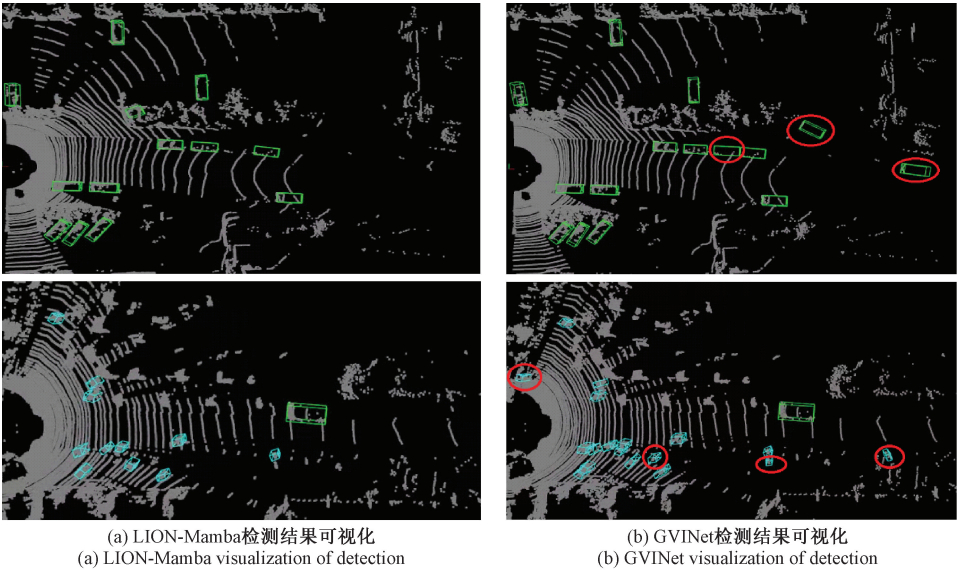 (a) LION-Mamba检测结果可视化
(a) LION-Mamba visualization of detection
(b) GVINet检测结果可视化
(b) GVINet visualization of detection